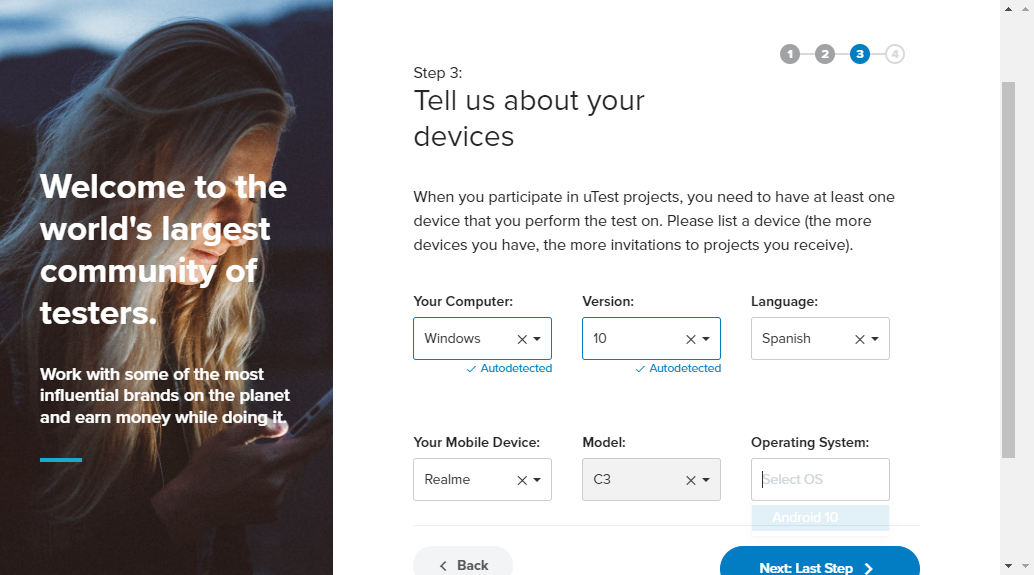 Welcome to the
world's largest
community of
testers.
Work with some of the most
influential brands on the planet
and earn money while doing it.
1 2 3 4
Step 3:
Tell us about your
devices
When you participate in uTest projects, you need to have at least one
device that you perform the test on. Please list a device (the more
devices you have, the more invitations to projects you receive).
Your Computer: Version: Language:
Windows 10 Spanish
Autodetected Autodetected
Your Mobile Device: Model: Operating System:
Realme C3 Select OS
Android 10
Back Next: Last Step